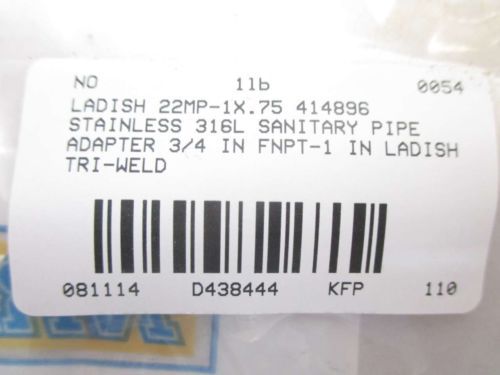 NO 1lb 0054
LADISH 22MP-1X.75 414896
STAINLESS 316L SANITARY PIPE
ADAPTER 3/4 IN FNPT-1 IN LADISH
TRI-WELD
081114 D438444 KFP 110